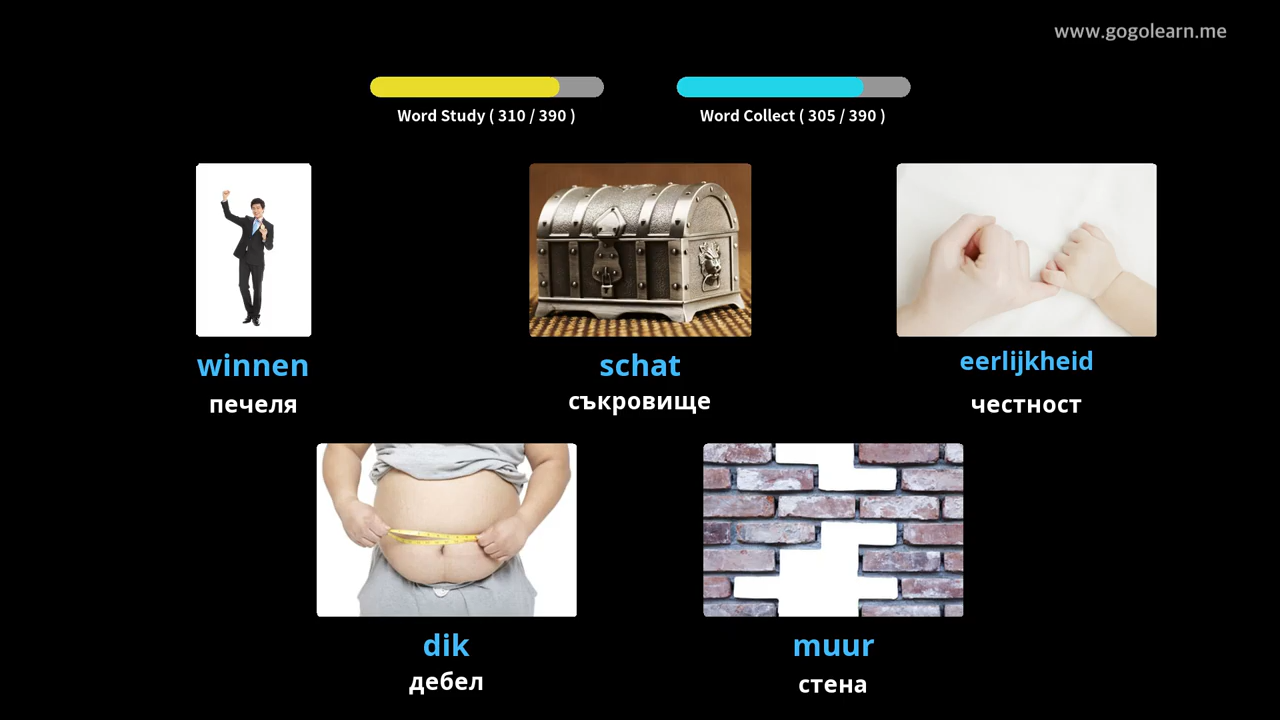 www.gogolearn.me
Word Study ( 310 / 390 )
Word Collect ( 305 / 390 )
winnen
печеля
schat
съкровище
eerlijkheid
честност
dik
дебел
muur
стена